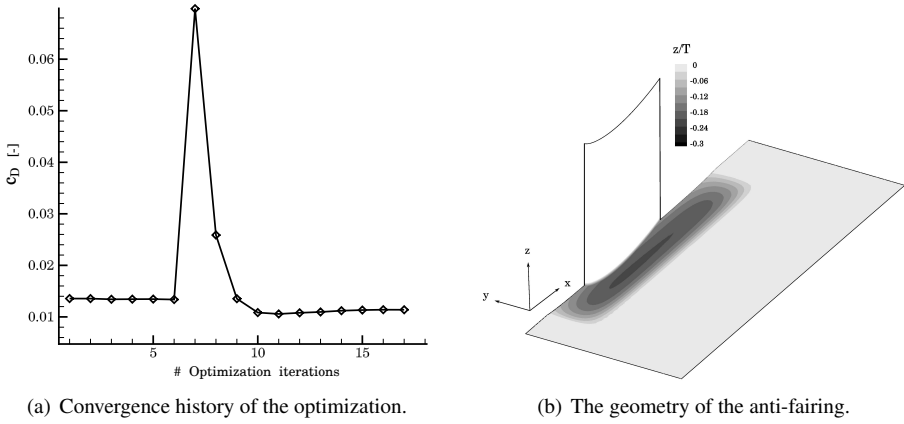 0.06
0.05
0.04
0.03
0.02
0.01
c_D [-]
5
10
15
# Optimization iterations
(a) Convergence history of the optimization.
z/T
0
-0.06
-0.12
-0.18
-0.24
-0.3
z
x
y
(b) The geometry of the anti-fairing.